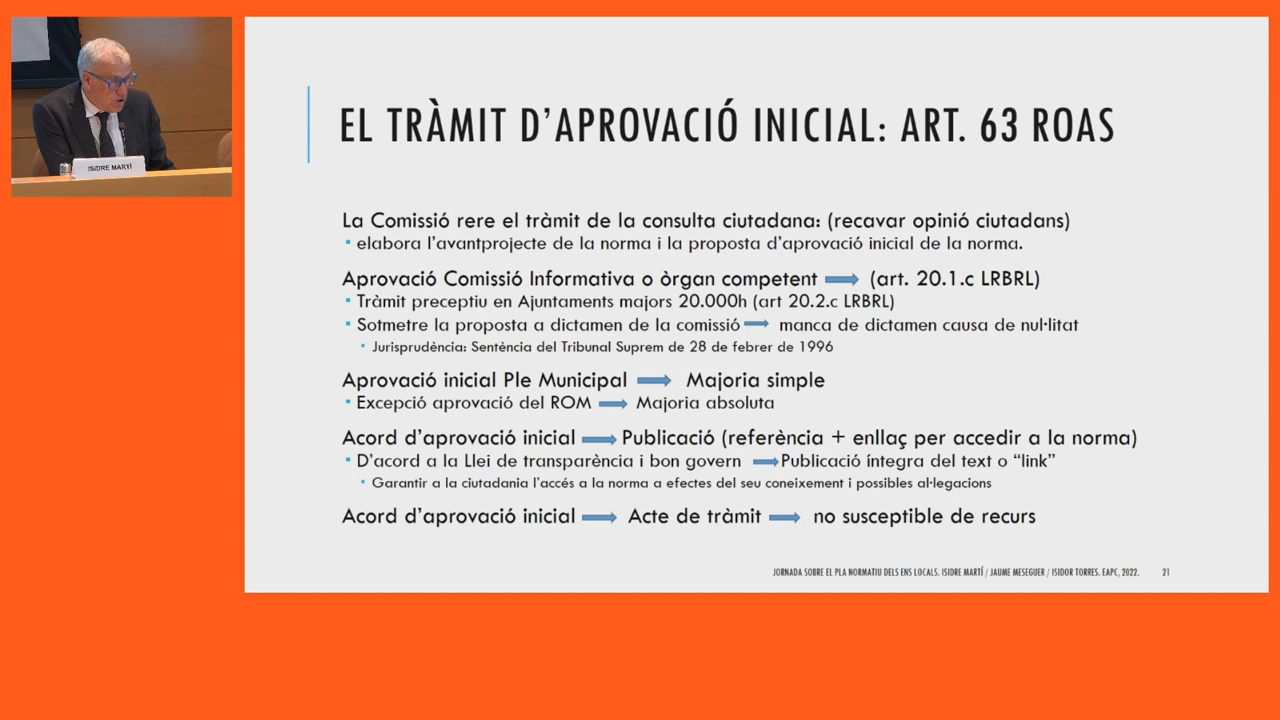 ISIDRE MARTÍ
EL TRÀMIT D'APROVACIÓ INICIAL: ART. 63 ROAS
La Comissió rere el tràmit de la consulta ciutadana: (recavar opinió ciutadans)
elabora l'avantprojecte de la norma i la proposta d'aprovació inicial de la norma.
Aprovació Comissió Informativa o òrgan competent (art. 20.1.c LRBRL)
Tràmit preceptiu en Ajuntaments majors 20.000h (art 20.2.c LRBRL)
Sotmetre la proposta a dictamen de la comissió manca de dictamen causa de nul·litat
Jurisprudència: Sentència del Tribunal Suprem de 28 de febrer de 1996
Aprovació inicial Ple Municipal Majoria simple
Excepció aprovació del ROM Majoria absoluta
Acord d'aprovació inicial Publicació (referència + enllaç per accedir a la norma)
D'acord a la Llei de transparència i bon govern Publicació íntegra del text o "link"
Garantir a la ciutadania l'accés a la norma a efectes del seu coneixement i possibles al·legacions
Acord d'aprovació inicial Acte de tràmit no susceptible de recurs
JORNADA SOBRE EL PLA NORMATIU DELS ENS LOCALS. ISIDRE MARTÍ / JAUME MESEGUER / ISIDOR TORRES. EAPC, 2022. 21